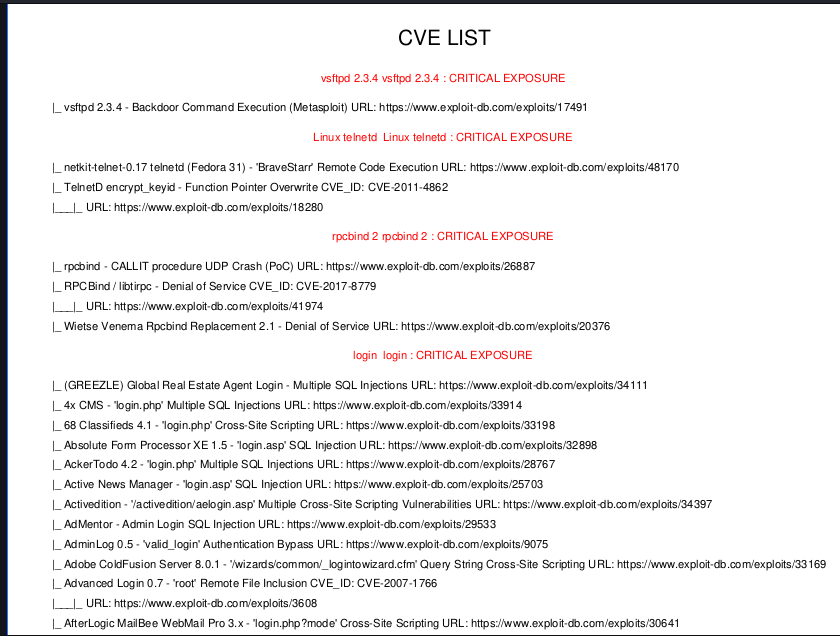 CVE LIST
vsftpd 2.3.4 vsftpd 2.3.4 : CRITICAL EXPOSURE
|_ vsftpd 2.3.4 - Backdoor Command Execution (Metasploit) URL: https://www.exploit-db.com/exploits/17491
Linux telnetd Linux telnetd : CRITICAL EXPOSURE
|_ netkit-telnet-0.17 telnetd (Fedora 31) - 'BraveStarr' Remote Code Execution URL: https://www.exploit-db.com/exploits/48170
|_ TelnetD encrypt_keyid - Function Pointer Overwrite CVE_ID: CVE-2011-4862
|___|_ URL: https://www.exploit-db.com/exploits/18280
rpcbind 2 rpcbind 2 : CRITICAL EXPOSURE
|_ rpcbind - CALLIT procedure UDP Crash (PoC) URL: https://www.exploit-db.com/exploits/26887
|_ RPCBind / libtirpc - Denial of Service CVE_ID: CVE-2017-8779
|___|_ URL: https://www.exploit-db.com/exploits/41974
|_ Wietse Venema Rpcbind Replacement 2.1 - Denial of Service URL: https://www.exploit-db.com/exploits/20376
login login : CRITICAL EXPOSURE
|_ (GREEZLE) Global Real Estate Agent Login - Multiple SQL Injections URL: https://www.exploit-db.com/exploits/34111
|_ 4x CMS - 'login.php' Multiple SQL Injections URL: https://www.exploit-db.com/exploits/33914
|_ 68 Classifieds 4.1 - 'login.php' Cross-Site Scripting URL: https://www.exploit-db.com/exploits/33198
|_ Absolute Form Processor XE 1.5 - 'login.asp' SQL Injection URL: https://www.exploit-db.com/exploits/32898
|_ AckerTodo 4.2 - 'login.php' Multiple SQL Injections URL: https://www.exploit-db.com/exploits/28767
|_ Active News Manager - 'login.asp' SQL Injection URL: https://www.exploit-db.com/exploits/25703
|_ Activedition - '/activedition/aelogin.asp' Multiple Cross-Site Scripting Vulnerabilities URL: https://www.exploit-db.com/exploits/34397
|_ AdMentor - Admin Login SQL Injection URL: https://www.exploit-db.com/exploits/29533
|_ AdminLog 0.5 - 'valid_login' Authentication Bypass URL: https://www.exploit-db.com/exploits/9075
|_ Adobe ColdFusion Server 8.0.1 - '/wizards/common/_logintowizard.cfm' Query String Cross-Site Scripting URL: https://www.exploit-db.com/exploits/33169
|_ Advanced Login 0.7 - 'root' Remote File Inclusion CVE_ID: CVE-2007-1766
|___|_ URL: https://www.exploit-db.com/exploits/3608
|_ AfterLogic MailBee WebMail Pro 3.x - 'login.php?mode' Cross-Site Scripting URL: https://www.exploit-db.com/exploits/30641